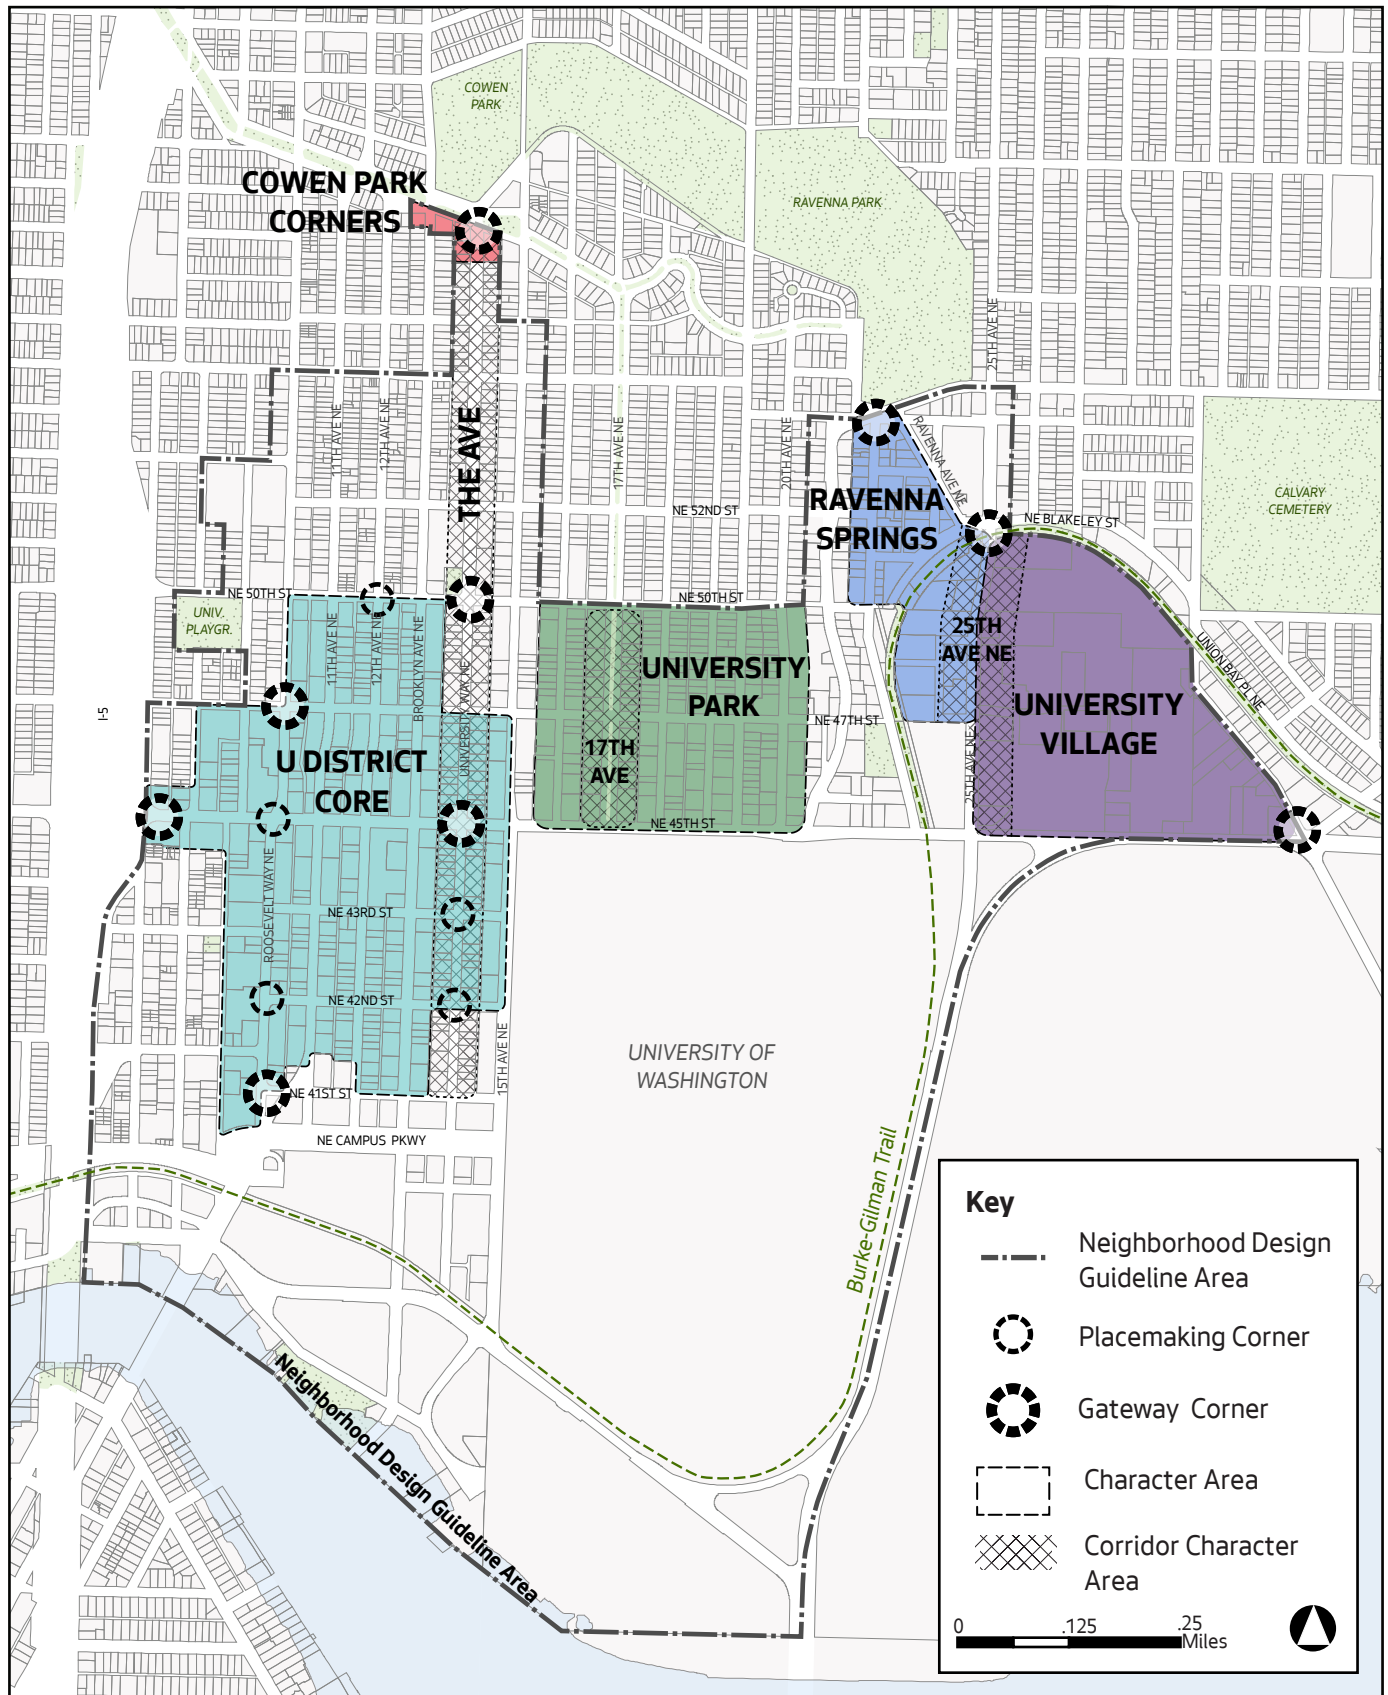 COWEN
PARK
COWEN PARK
CORNERS
RAVENNA PARK
25TH AVE NE
THE AVE
11TH AVE NE
12TH AVE NE
17TH AVE NE
20TH AVE NE
RAVENNA AVE NE
RAVENNA
SPRINGS
CALVARY
CEMETERY
NE 52ND ST
NE BLAKELEY ST
NE 50TH ST
NE 50TH ST
UNIV.
PLAYGR.
11TH AVE NE
12TH AVE NE
BROOKLYN AVE NE
UNIVERSITY WAY NE
UNIVERSITY
PARK
25TH
AVE NE
UNION BAY PL NE
I-5
UNIVERSITY
VILLAGE
NE 47TH ST
17TH
AVE
U DISTRICT
CORE
25TH AVE NE
NE 45TH ST
ROOSEVELT WAY NE
NE 43RD ST
NE 42ND ST
15TH AVE NE
UNIVERSITY OF
WASHINGTON
NE 41ST ST
NE CAMPUS PKWY
Burke-Gilman Trail
Neighborhood Design Guideline Area
Key
Neighborhood Design
Guideline Area
Placemaking Corner
Gateway Corner
Character Area
Corridor Character
Area
0 .125 .25
Miles